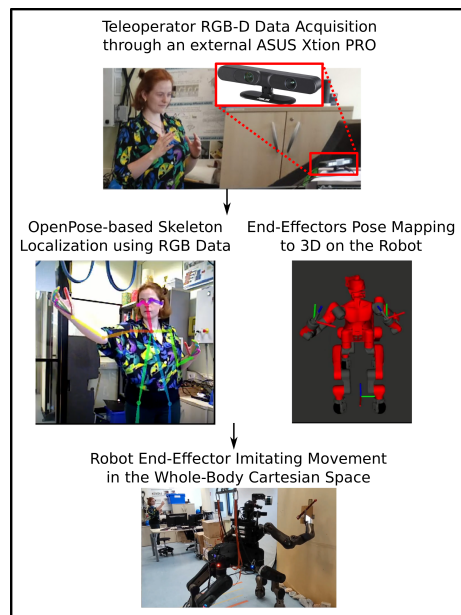 Teleoperator RGB-D Data Acquisition
through an external ASUS Xtion PRO
OpenPose-based Skeleton
Localization using RGB Data
End-Effectors Pose Mapping
to 3D on the Robot
Robot End-Effector Imitating Movement
in the Whole-Body Cartesian Space